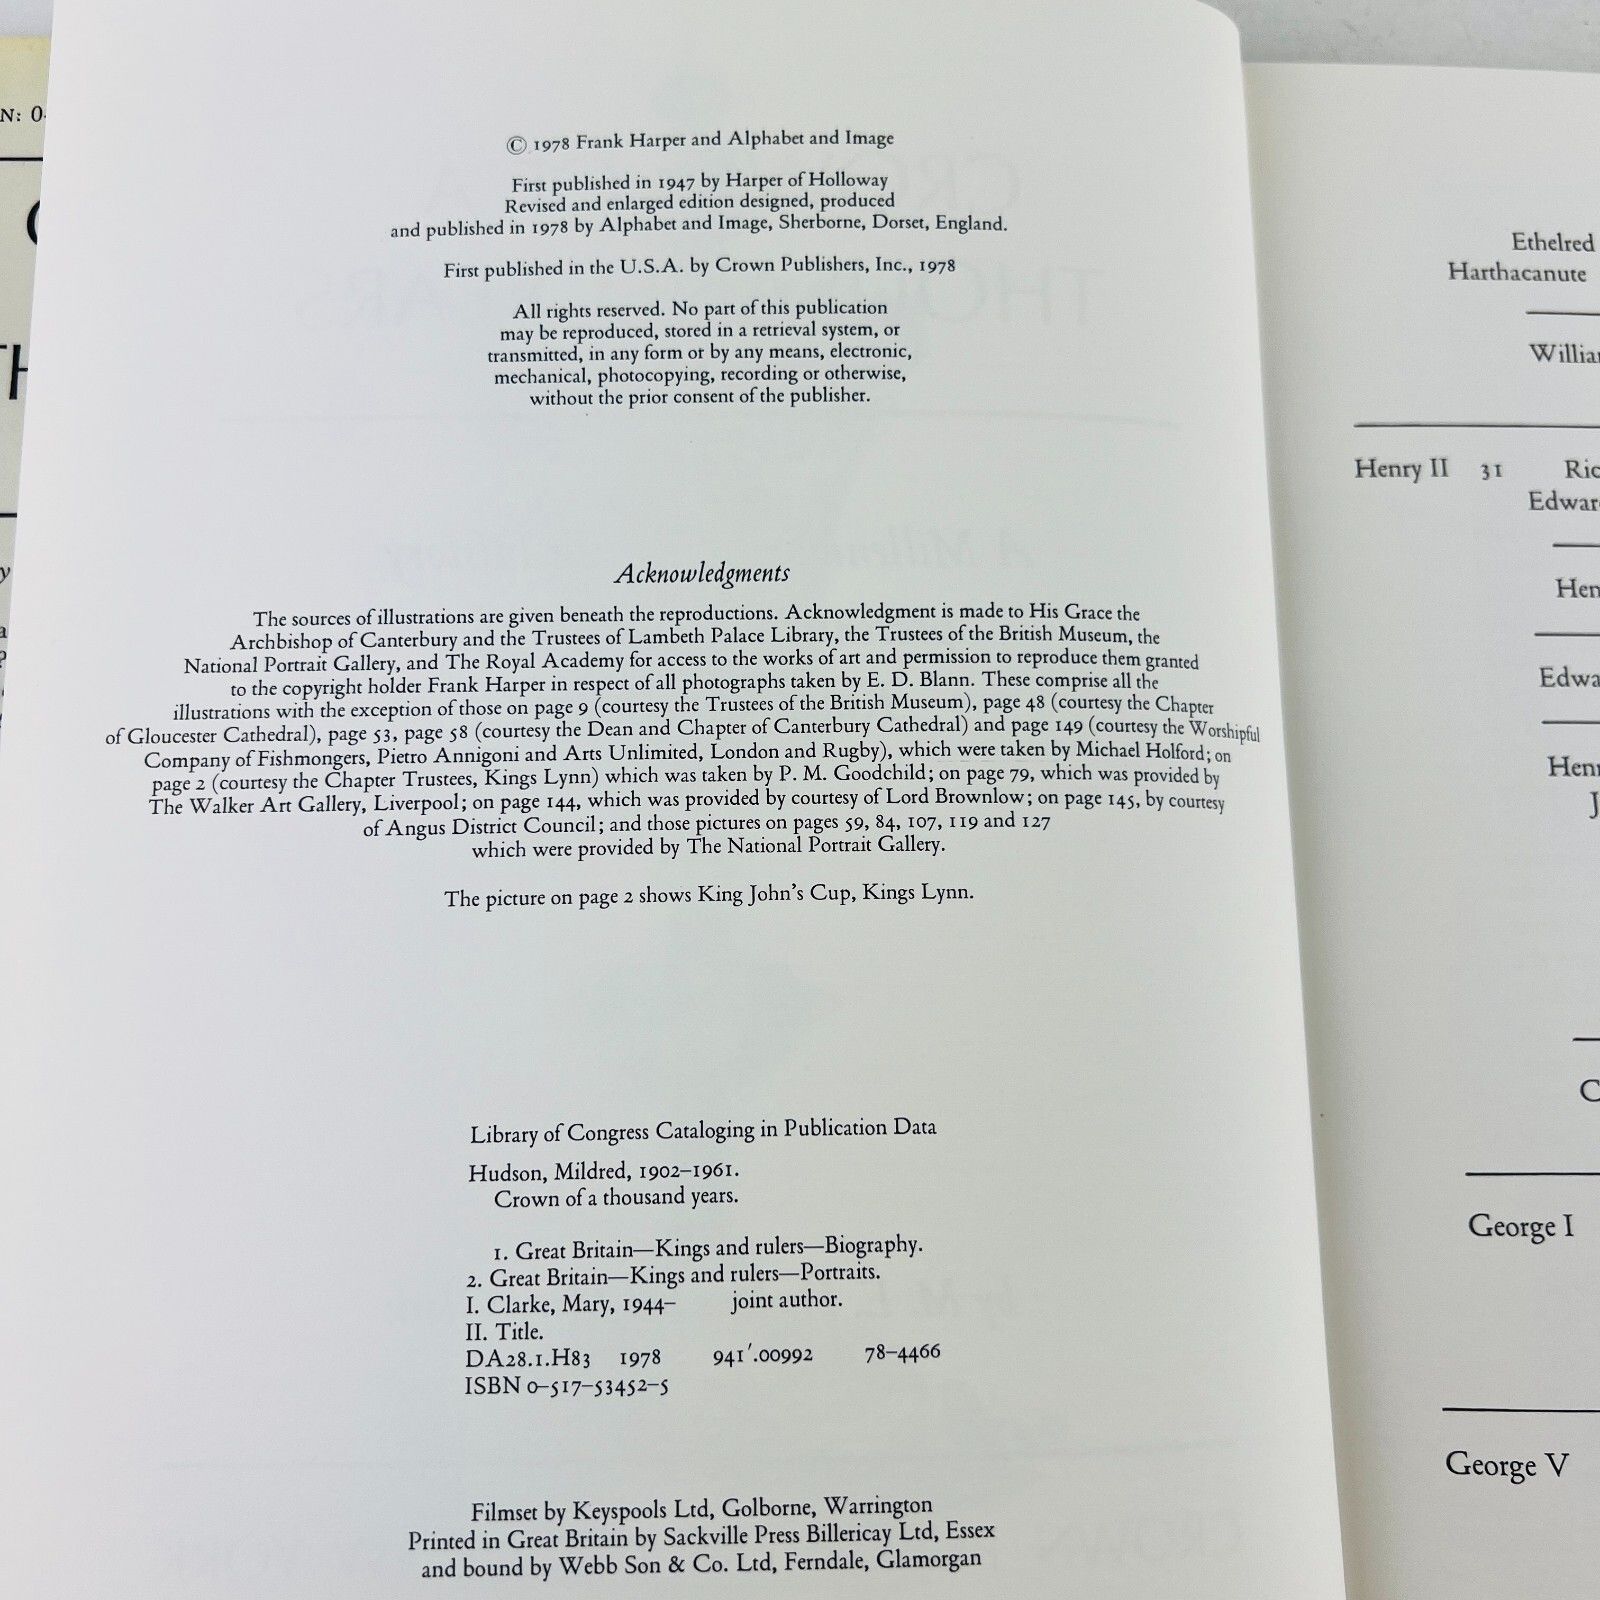 N: 0-
© 1978 Frank Harper and Alphabet and Image
First published in 1947 by Harper of Holloway
Revised and enlarged edition designed, produced
and published in 1978 by Alphabet and Image, Sherborne, Dorset, England.
First published in the U.S.A. by Crown Publishers, Inc., 1978
All rights reserved. No part of this publication
may be reproduced, stored in a retrieval system, or
transmitted, in any form or by any means, electronic,
mechanical, photocopying, recording or otherwise,
without the prior consent of the publisher.
Acknowledgments
The sources of illustrations are given beneath the reproductions. Acknowledgment is made to His Grace the
Archbishop of Canterbury and the Trustees of Lambeth Palace Library, the Trustees of the British Museum, the
National Portrait Gallery, and The Royal Academy for access to the works of art and permission to reproduce them granted
to the copyright holder Frank Harper in respect of all photographs taken by E. D. Blann. These comprise all the
illustrations with the exception of those on page 9 (courtesy the Trustees of the British Museum), page 48 (courtesy the Chapter
of Gloucester Cathedral), page 53, page 58 (courtesy the Dean and Chapter of Canterbury Cathedral) and page 149 (courtesy the Worshipful
Company of Fishmongers, Pietro Annigoni and Arts Unlimited, London and Rugby), which were taken by Michael Holford; on
page 2 (courtesy the Chapter Trustees, Kings Lynn) which was taken by P. M. Goodchild; on page 79, which was provided by
The Walker Art Gallery, Liverpool; on page 144, which was provided by courtesy of Lord Brownlow; on page 145, by courtesy
of Angus District Council; and those pictures on pages 59, 84, 107, 119 and 127
which were provided by The National Portrait Gallery.
The picture on page 2 shows King John's Cup, Kings Lynn.
Library of Congress Cataloging in Publication Data
Hudson, Mildred, 1902–1961.
Crown of a thousand years.
1. Great Britain—Kings and rulers—Biography.
2. Great Britain—Kings and rulers—Portraits.
I. Clarke, Mary, 1944– joint author.
II. Title.
DA28.1.H83 1978 941'.00992 78–4466
ISBN 0–517–53452–5
Filmset by Keyspools Ltd, Golborne, Warrington
Printed in Great Britain by Sackville Press Billericay Ltd, Essex
and bound by Webb Son & Co. Ltd, Ferndale, Glamorgan
Ethelred
Harthacanute
Willia
Henry II 31 Ric
Edwar
Hen
Edwa
Henr
J
C
George I
George V